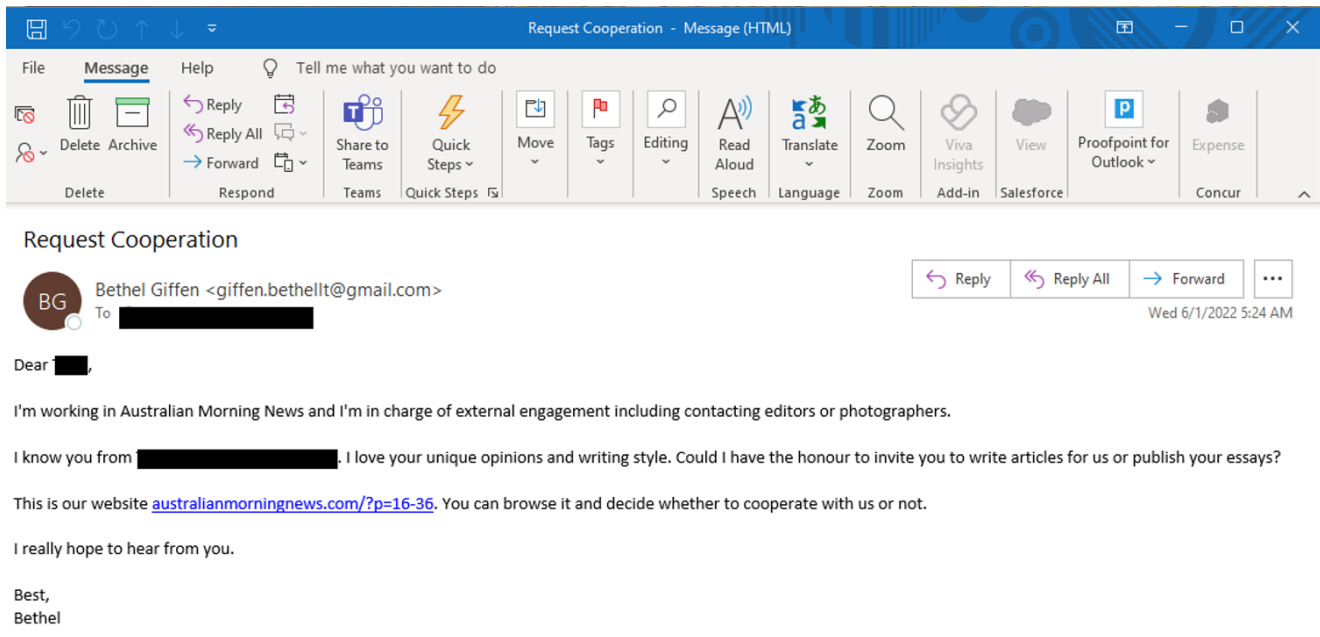 Request Cooperation - Message (HTML)
File Message Help Tell me what you want to do
Delete Archive
Reply
Reply All
Forward
Share to Teams
Quick Steps
Move
Tags
Editing
Read Aloud
Translate
Zoom
Viva Insights
View
Proofpoint for Outlook
Expense
Delete Respond Teams Quick Steps Speech Language Zoom Add-in Salesforce Concur
Request Cooperation
BG
Bethel Giffen <giffen.bethellt@gmail.com>
To
Reply Reply All Forward
Wed 6/1/2022 5:24 AM
Dear ,
I'm working in Australian Morning News and I'm in charge of external engagement including contacting editors or photographers.
I know you from . I love your unique opinions and writing style. Could I have the honour to invite you to write articles for us or publish your essays?
This is our website australianmorningnews.com/?p=16-36. You can browse it and decide whether to cooperate with us or not.
I really hope to hear from you.
Best,
Bethel